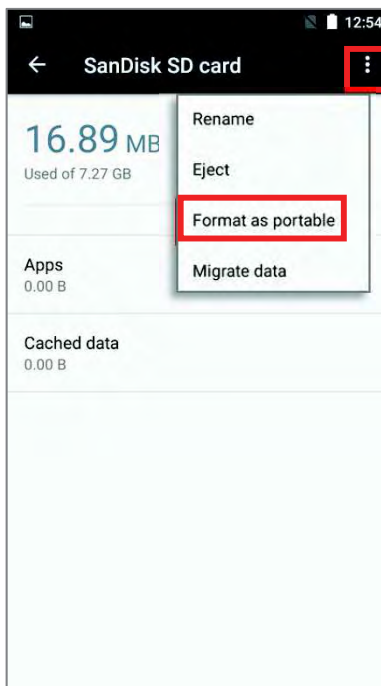 12:54
SanDisk SD card
16.89 MB
Used of 7.27 GB
Rename
Eject
Format as portable
Migrate data
Apps
0.00 B
Cached data
0.00 B